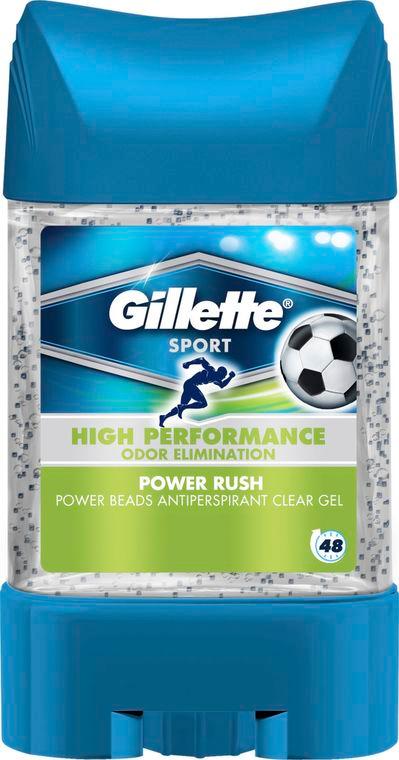 Gillette®
SPORT
HIGH PERFORMANCE
ODOR ELIMINATION
POWER RUSH
POWER BEADS ANTIPERSPIRANT CLEAR GEL
48